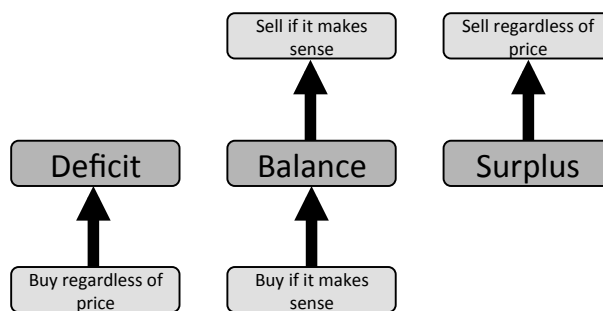 Sell if it makes
sense
Sell regardless of
price
Deficit
Balance
Surplus
Buy regardless of
price
Buy if it makes
sense